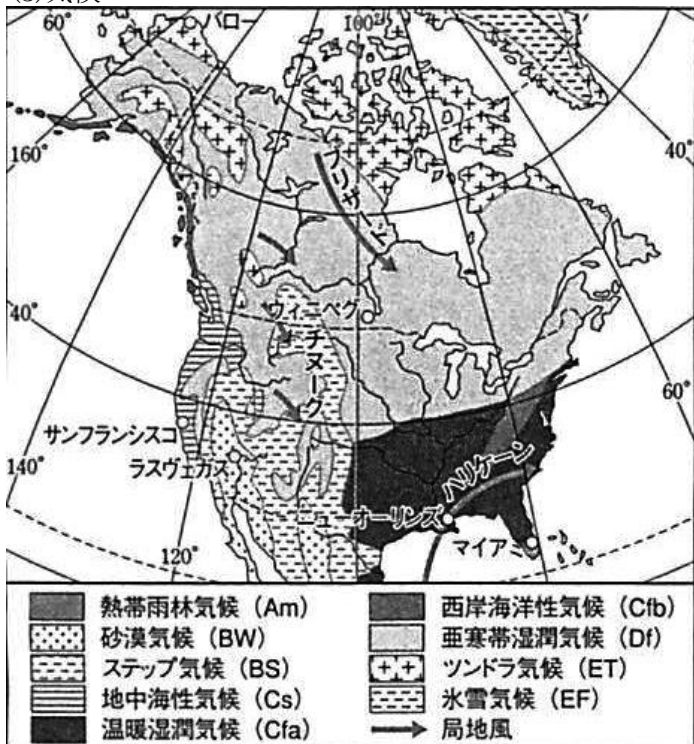 (3)気候
バロー
60°
100°
160°
40°
ブリザード
40°
ウィニペグ
チヌーク
60°
サンフランシスコ
ラスヴェガス
ハリケーン
140°
ニューオーリンズ
マイアミ
120°
熱帯雨林気候(Am)
西岸海洋性気候(Cfb)
砂漠気候(BW)
亜寒帯湿潤気候(Df)
ステップ気候(BS)
ツンドラ気候(ET)
地中海性気候(Cs)
氷雪気候(EF)
温暖湿潤気候(Cfa)
局地風